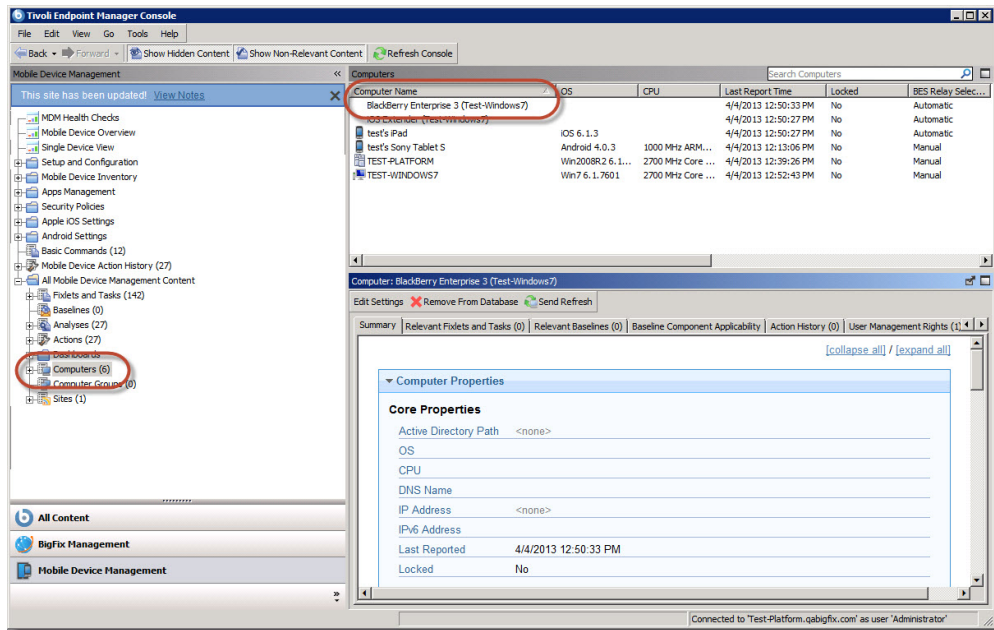 Tivoli Endpoint Manager Console
File Edit View Go Tools Help
Back Forward Show Hidden Content Show Non-Relevant Content Refresh Console
Mobile Device Management «
This site has been updated! View Notes
MDM Health Checks
Mobile Device Overview
Single Device View
Setup and Configuration
Mobile Device Inventory
Apps Management
Security Policies
Apple iOS Settings
Android Settings
Basic Commands (12)
Mobile Device Action History (27)
All Mobile Device Management Content
Fixlets and Tasks (142)
Baselines (0)
Analyses (27)
Actions (27)
Dashboards
Computers (6)
Computer Groups (0)
Sites (1)
All Content
BigFix Management
Mobile Device Management
»
Computers Search Computers
Computer Name OS CPU Last Report Time Locked BES Relay Selec...
BlackBerry Enterprise 3 (Test-Windows7) 4/4/2013 12:50:33 PM No Automatic
iOS Extender (Test-Windows7) 4/4/2013 12:50:27 PM No Automatic
test's iPad iOS 6.1.3 4/4/2013 12:50:27 PM No Automatic
test's Sony Tablet S Android 4.0.3 1000 MHz ARM... 4/4/2013 12:13:06 PM No Manual
TEST-PLATFORM Win2008R2 6.1... 2700 MHz Core ... 4/4/2013 12:39:26 PM No Manual
TEST-WINDOWS7 Win7 6.1.7601 2700 MHz Core ... 4/4/2013 12:52:43 PM No Manual
Computer: BlackBerry Enterprise 3 (Test-Windows7)
Edit Settings Remove From Database Send Refresh
Summary Relevant Fixlets and Tasks (0) Relevant Baselines (0) Baseline Component Applicability Action History (0) User Management Rights (1)
[collapse all] / [expand all]
Computer Properties
Core Properties
Active Directory Path <none>
OS
CPU
DNS Name
IP Address <none>
IPv6 Address
Last Reported 4/4/2013 12:50:33 PM
Locked No
Connected to 'Test-Platform.qabigfix.com' as user 'Administrator'